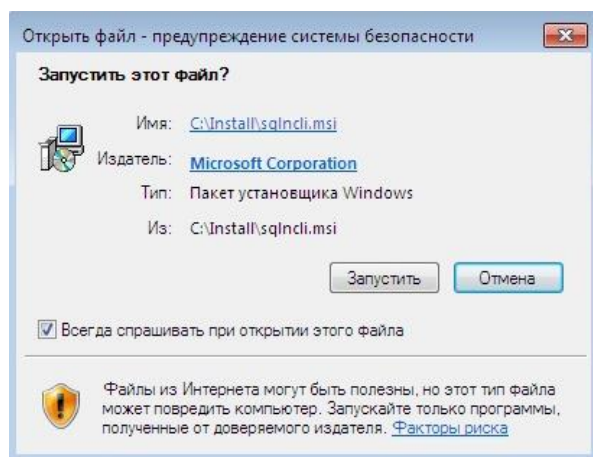 Открыть файл - предупреждение системы безопасности
Запустить этот файл?
Имя: C:\Install\sqlncli.msi
Издатель: Microsoft Corporation
Тип: Пакет установщика Windows
Из: C:\Install\sqlncli.msi
Запустить Отмена
Всегда спрашивать при открытии этого файла
Файлы из Интернета могут быть полезны, но этот тип файла
может повредить компьютер. Запускайте только программы,
полученные от доверяемого издателя. Факторы риска